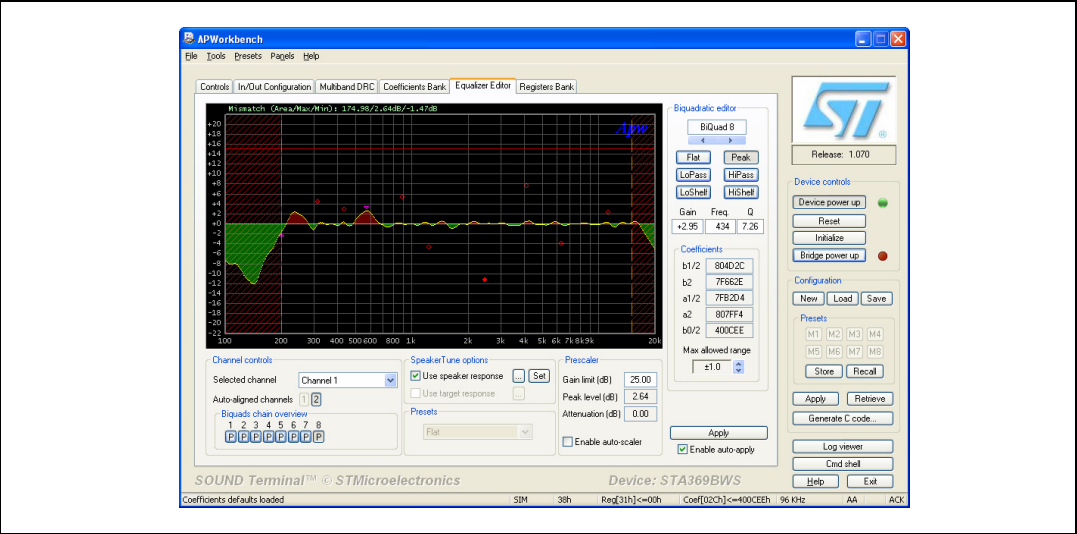 APWorkbench
File Tools Presets Panels Help
Controls In/Out Configuration Multiband DRC Coefficients Bank Equalizer Editor Registers Bank
Mismatch (Area/Max/Min): 174.98/2.64dB/-1.47dB
Apw
+20
+18
+16
+14
+12
+10
+8
+6
+4
+2
+0
-2
-4
-6
-8
-10
-12
-14
-16
-18
-20
-22
100 200 300 400 500 600 800 1k 2k 3k 4k 5k 6k 7k 8k 9k 20k
Biquadratic editor
BiQuad 8
Flat Peak
LoPass HiPass
LoShelf HiShelf
Gain Freq. Q
+2.95 434 7.26
Coefficients
b1/2 804D2C
b2 7F662E
a1/2 7FB2D4
a2 807FF4
b0/2 400CEE
Max allowed range
±1.0
Apply
Enable auto-apply
Channel controls
Selected channel Channel 1
Auto-aligned channels 1 2
Biquads chain overview
1 2 3 4 5 6 7 8
P P P P P P P P
SpeakerTune options
Use speaker response ... Set
Use target response ...
Presets
Flat
Prescaler
Gain limit (dB) 25.00
Peak level (dB) 2.64
Attenuation (dB) 0.00
Enable auto-scaler
ST ®
Release: 1.070
Device controls
Device power up
Reset
Initialize
Bridge power up
Configuration
New Load Save
Presets
M1 M2 M3 M4
M5 M6 M7 M8
Store Recall
Apply Retrieve
Generate C code...
Log viewer
Cmd shell
Help Exit
SOUND Terminal™ © STMicroelectronics Device: STA369BWS
Coefficients defaults loaded SIM 38h Reg[31h]<=00h Coef[02Ch]<=400CEEh 96 KHz AA ACK